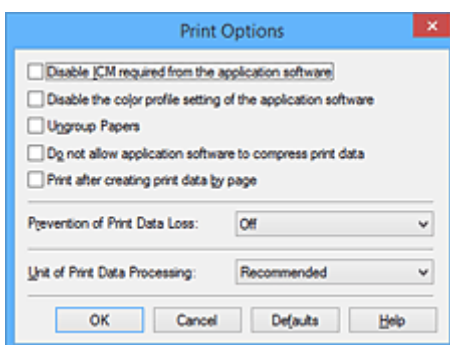 Print Options
Disable ICM required from the application software
Disable the color profile setting of the application software
Ungroup Papers
Do not allow application software to compress print data
Print after creating print data by page
Prevention of Print Data Loss: Off
Unit of Print Data Processing: Recommended
OK Cancel Defaults Help